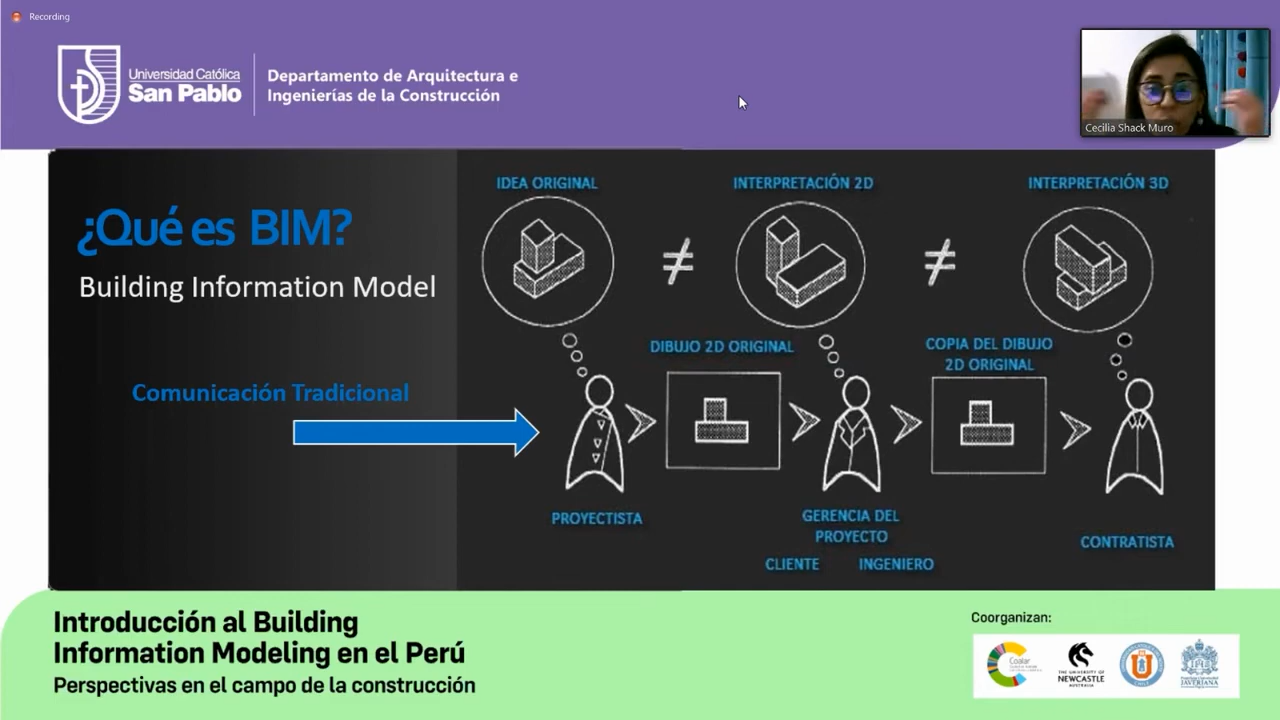 Recording
Universidad Católica
San Pablo
Departamento de Arquitectura e
Ingenierías de la Construcción
Cecilia Shack Muro
¿Qué es BIM?
Building Information Model
Comunicación Tradicional
IDEA ORIGINAL
INTERPRETACIÓN 2D
INTERPRETACIÓN 3D
≠
≠
DIBUJO 2D ORIGINAL
COPIA DEL DIBUJO
2D ORIGINAL
PROYECTISTA
GERENCIA DEL
PROYECTO
CLIENTE INGENIERO
CONTRATISTA
Introducción al Building
Information Modeling en el Perú
Perspectivas en el campo de la construcción
Coorganizan:
Coalar
THE UNIVERSITY OF
NEWCASTLE
AUSTRALIA
JAVERIANA